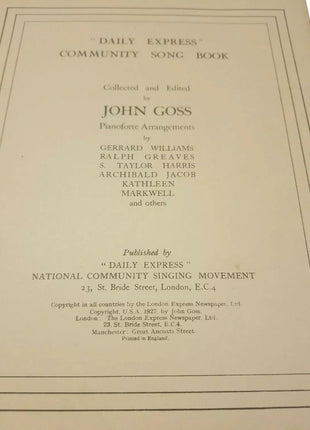 " DAILY EXPRESS "
COMMUNITY SONG BOOK
Collected and Edited
by
JOHN GOSS
Pianoforte Arrangements
by
GERRARD WILLIAMS
RALPH GREAVES
S. TAYLOR HARRIS
ARCHIBALD JACOB
KATHLEEN
MARKWELL
and others
Published by
" DAILY EXPRESS "
NATIONAL COMMUNITY SINGING MOVEMENT
23, St. Bride Street, London, E.C.4
Copyright in all countries by the London Express Newspaper, Ltd.
Copyright, U.S.A. 1927, by John Goss.
London: The London Express Newspaper, Ltd.
23, St. Bride Street, E.C.4.
Manchester: Great Ancoats Street.
Printed in England.